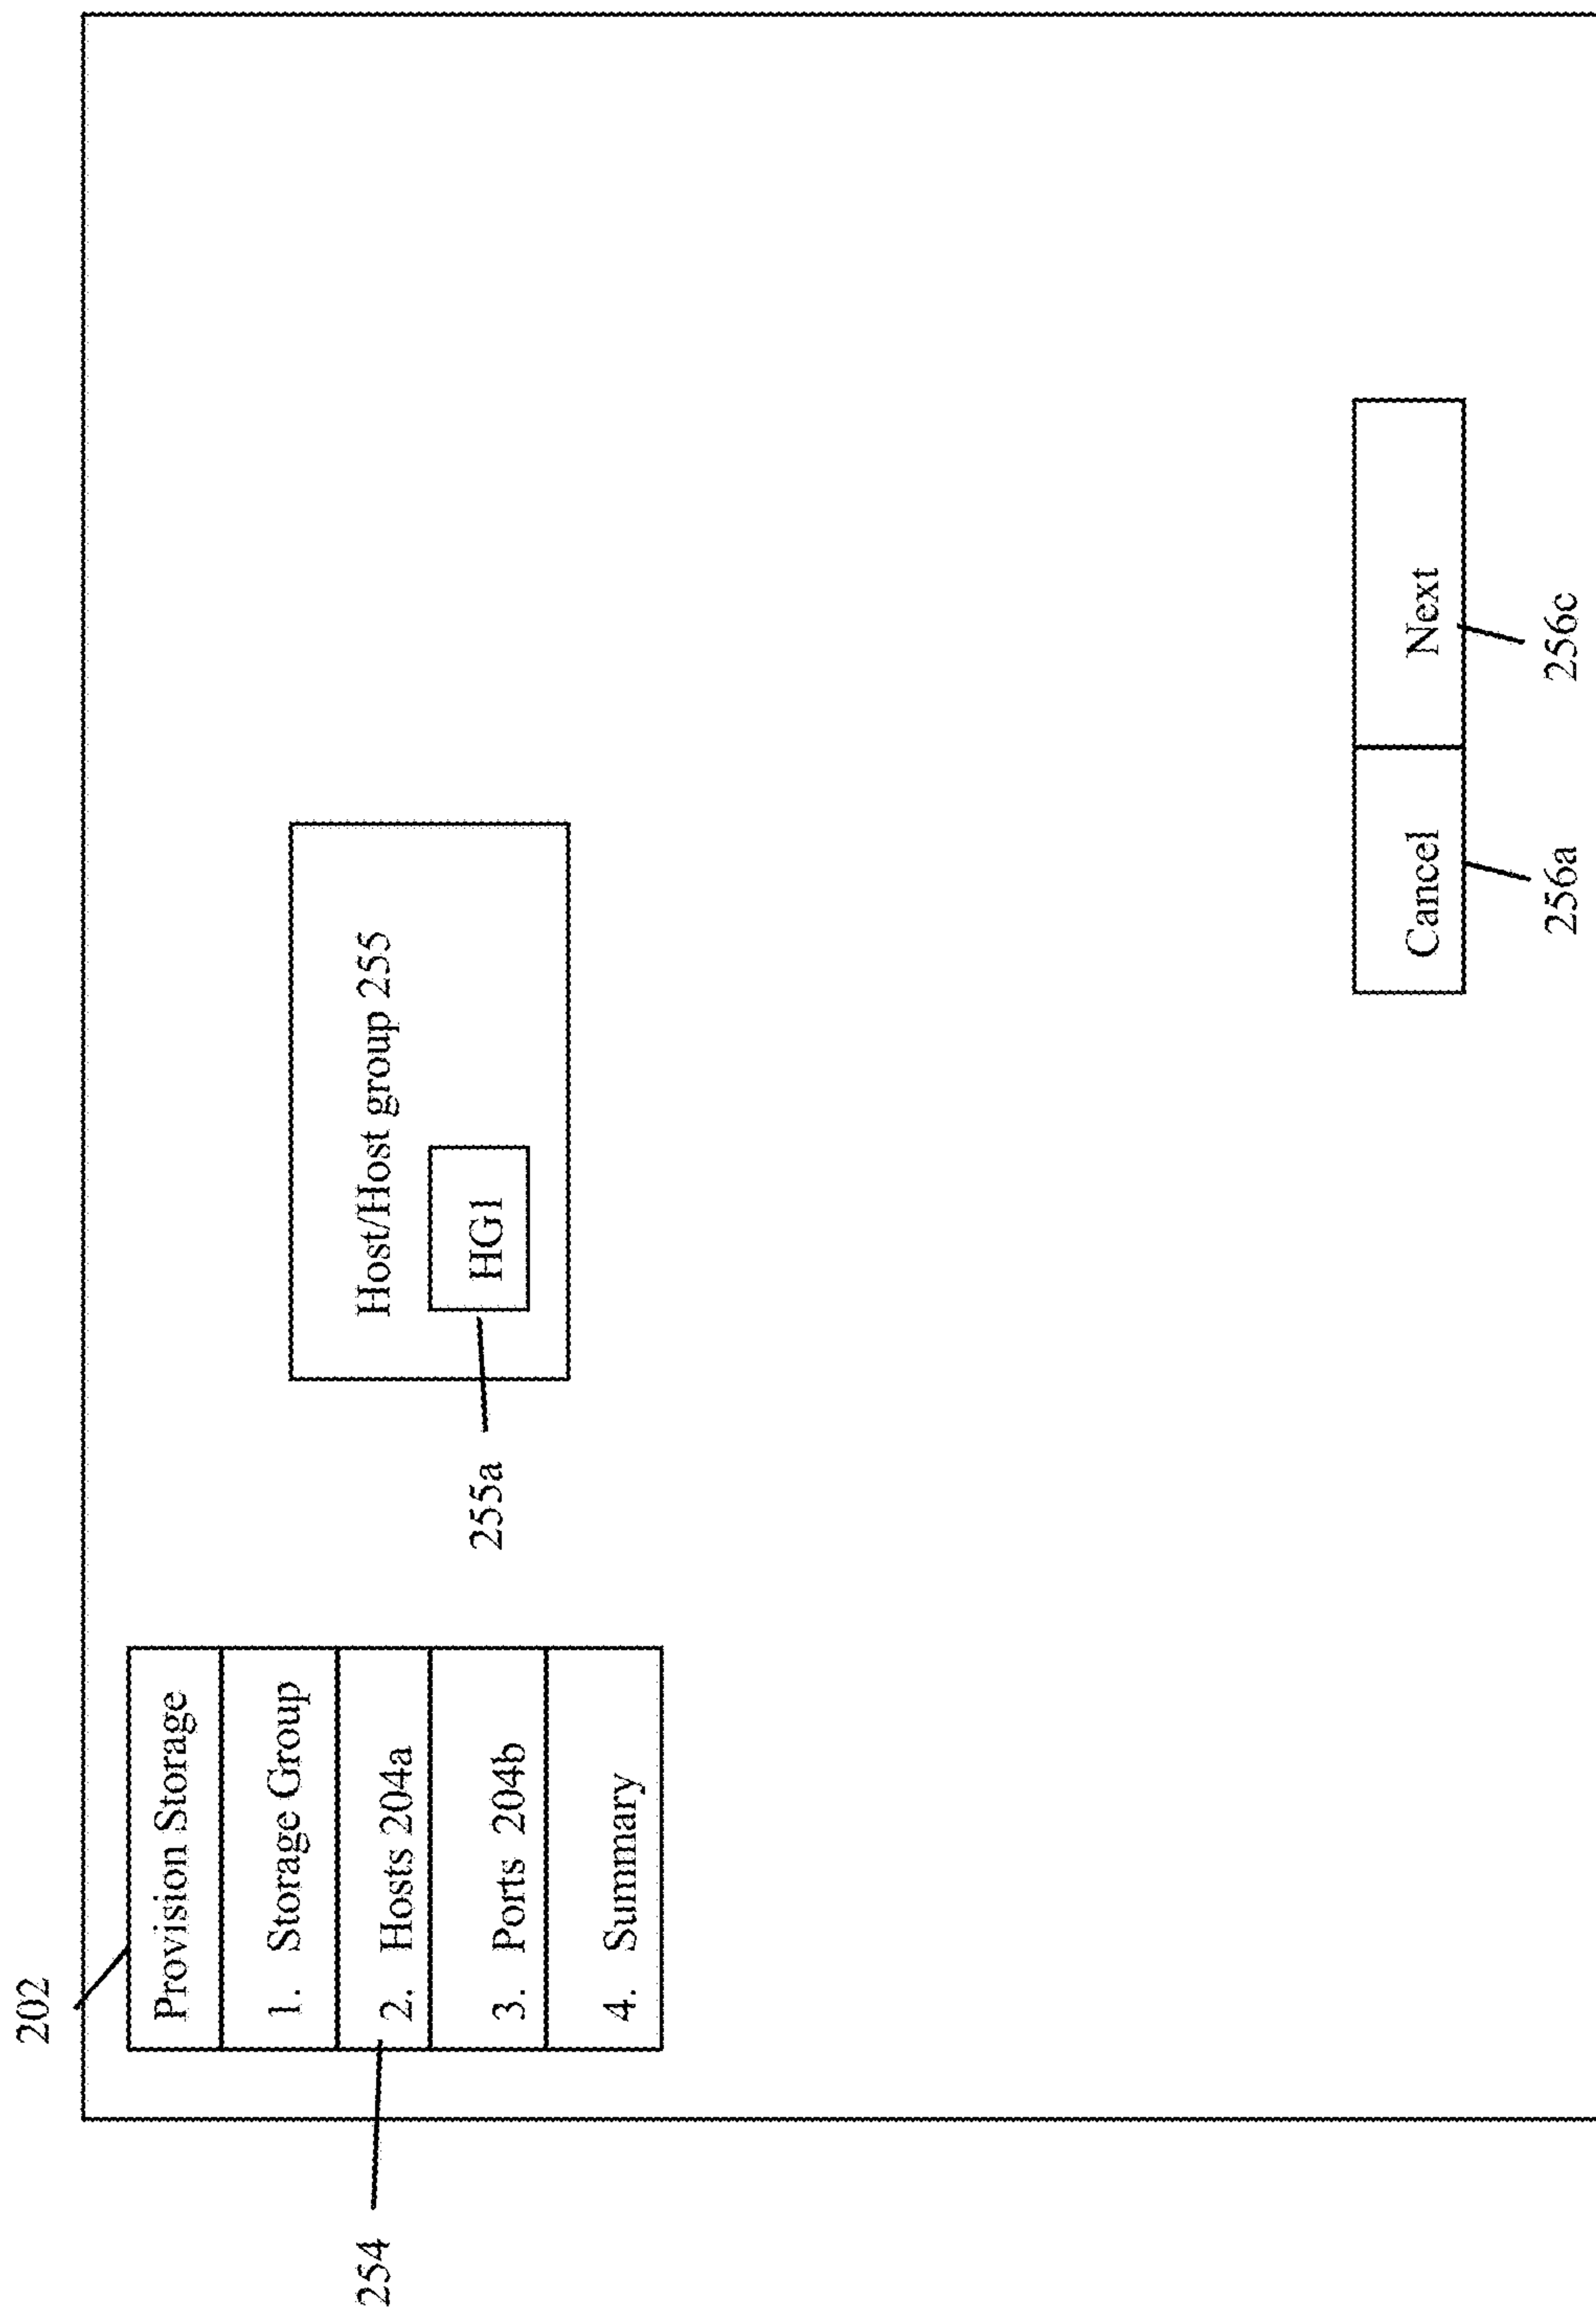 202
Provision Storage
1. Storage Group
2. Hosts 204a
3. Ports 204b
4. Summary
254
Host/Host group 255
HG1
255a
Cancel
Next
256a
256c